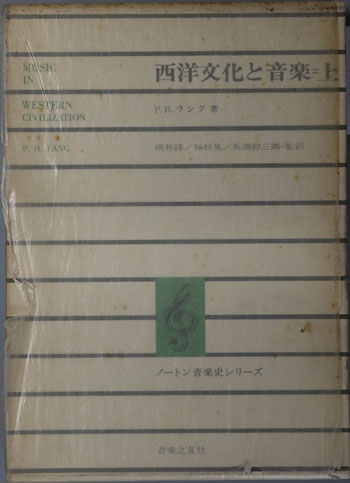 MUSIC
IN
WESTERN
CIVILIZATION
P. H. LANG
西洋文化と音楽=上
P.H.ラング 著
酒井諄/谷村晃/馬淵卯三郎=監訳
ノートン音楽史シリーズ
音楽之友社